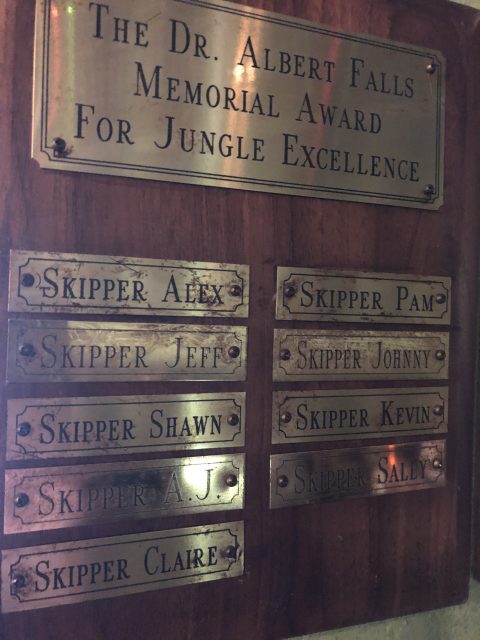 The Dr. Albert Falls
Memorial Award
For Jungle Excellence
Skipper Alex
Skipper Jeff
Skipper Shawn
Skipper A.J.
Skipper Claire
Skipper Pam
Skipper Johnny
Skipper Kevin
Skipper Sally